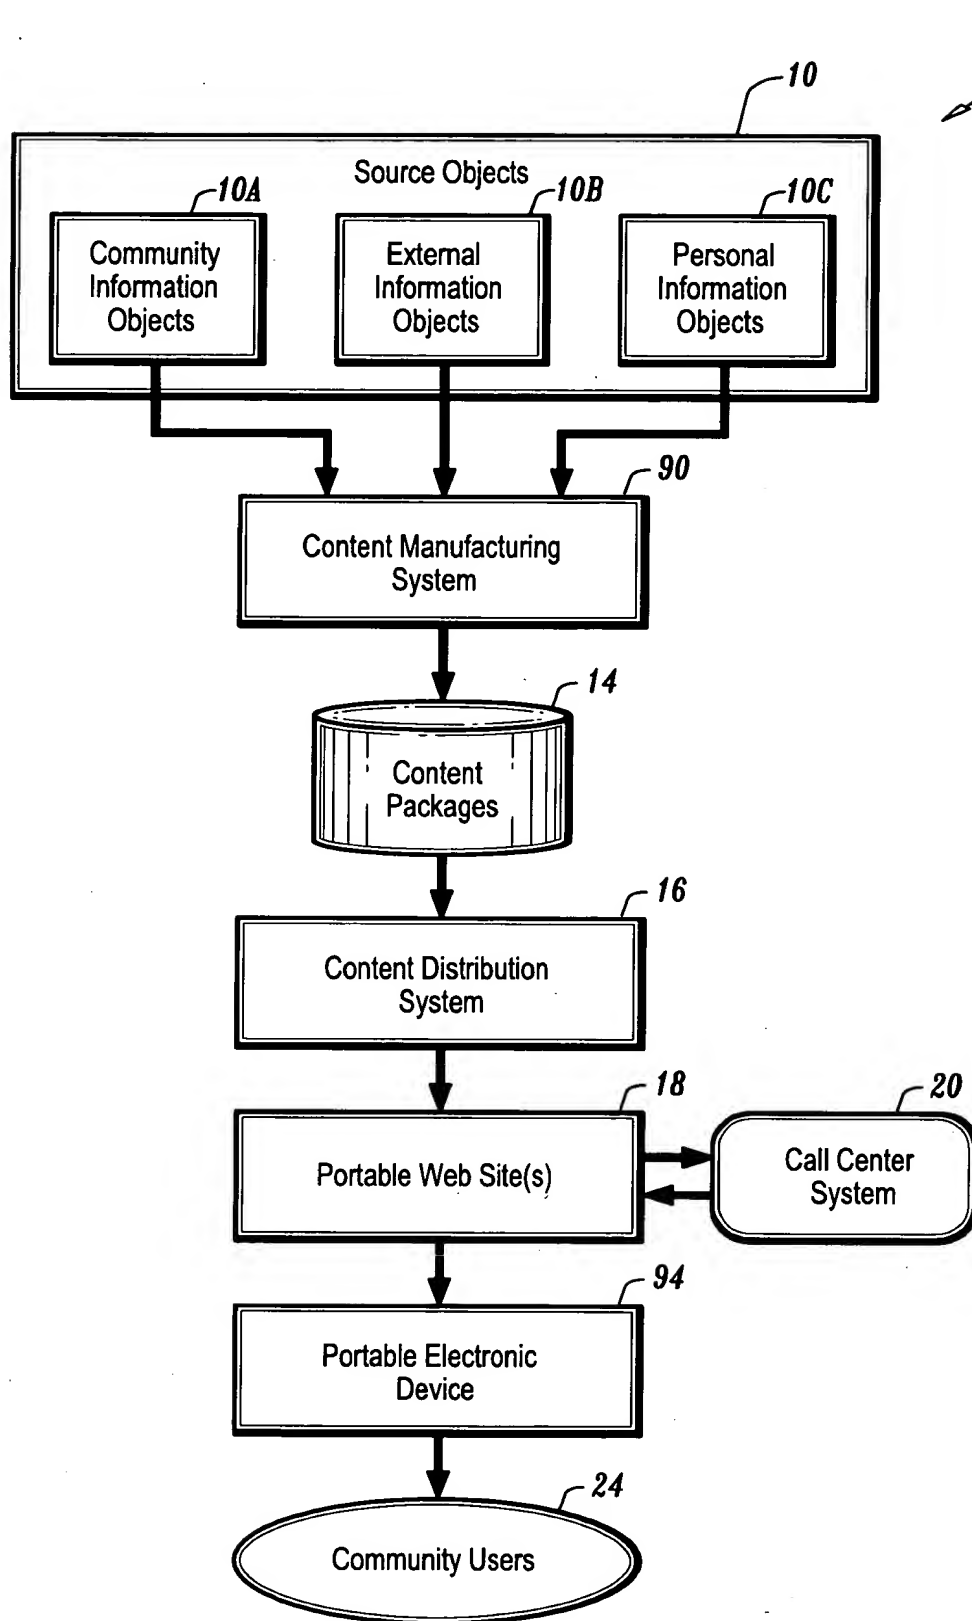 10
Source Objects
10A
10B
10C
Community
Information
Objects
External
Information
Objects
Personal
Information
Objects
90
Content Manufacturing
System
14
Content
Packages
16
Content Distribution
System
18
Portable Web Site(s)
20
Call Center
System
94
Portable Electronic
Device
24
Community Users